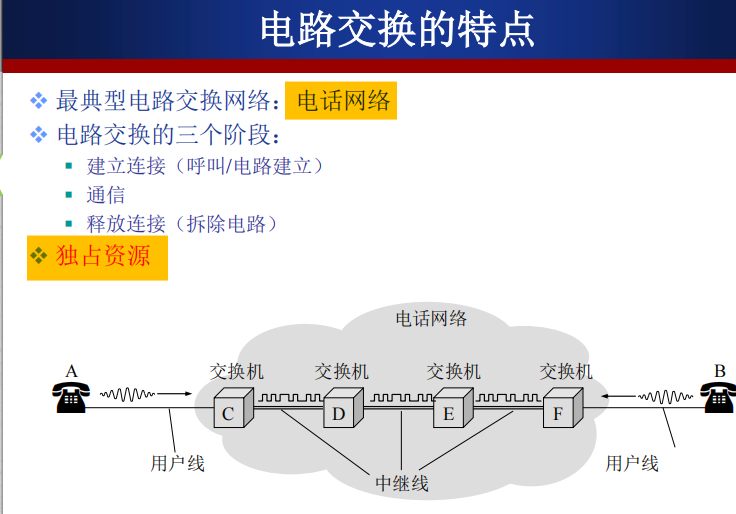 电路交换的特点
最典型电路交换网络：电话网络
电路交换的三个阶段：
建立连接（呼叫/电路建立）
通信
释放连接（拆除电路）
独占资源
电话网络
A
交换机
交换机
交换机
交换机
B
C
D
E
F
用户线
中继线
用户线